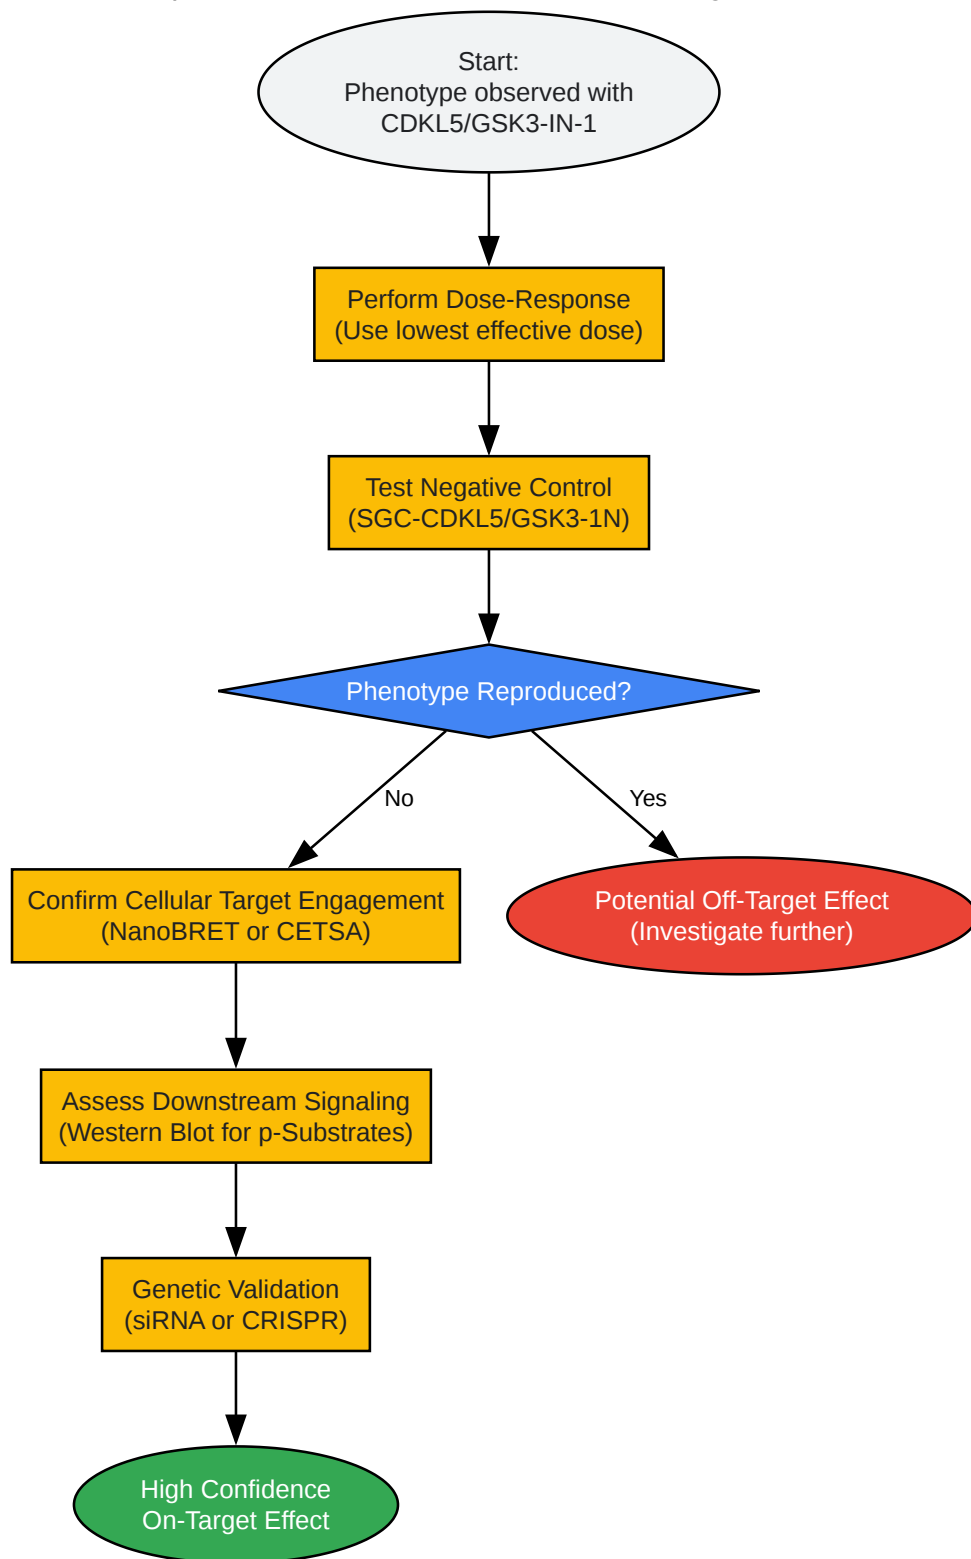 Start:
Phenotype observed with
CDKL5/GSK3-IN-1
Perform Dose-Response
(Use lowest effective dose)
Test Negative Control
(SGC-CDKL5/GSK3-1N)
Phenotype Reproduced?
No
Yes
Confirm Cellular Target Engagement
(NanoBRET or CETSA)
Potential Off-Target Effect
(Investigate further)
Assess Downstream Signaling
(Western Blot for p-Substrates)
Genetic Validation
(siRNA or CRISPR)
High Confidence
On-Target Effect